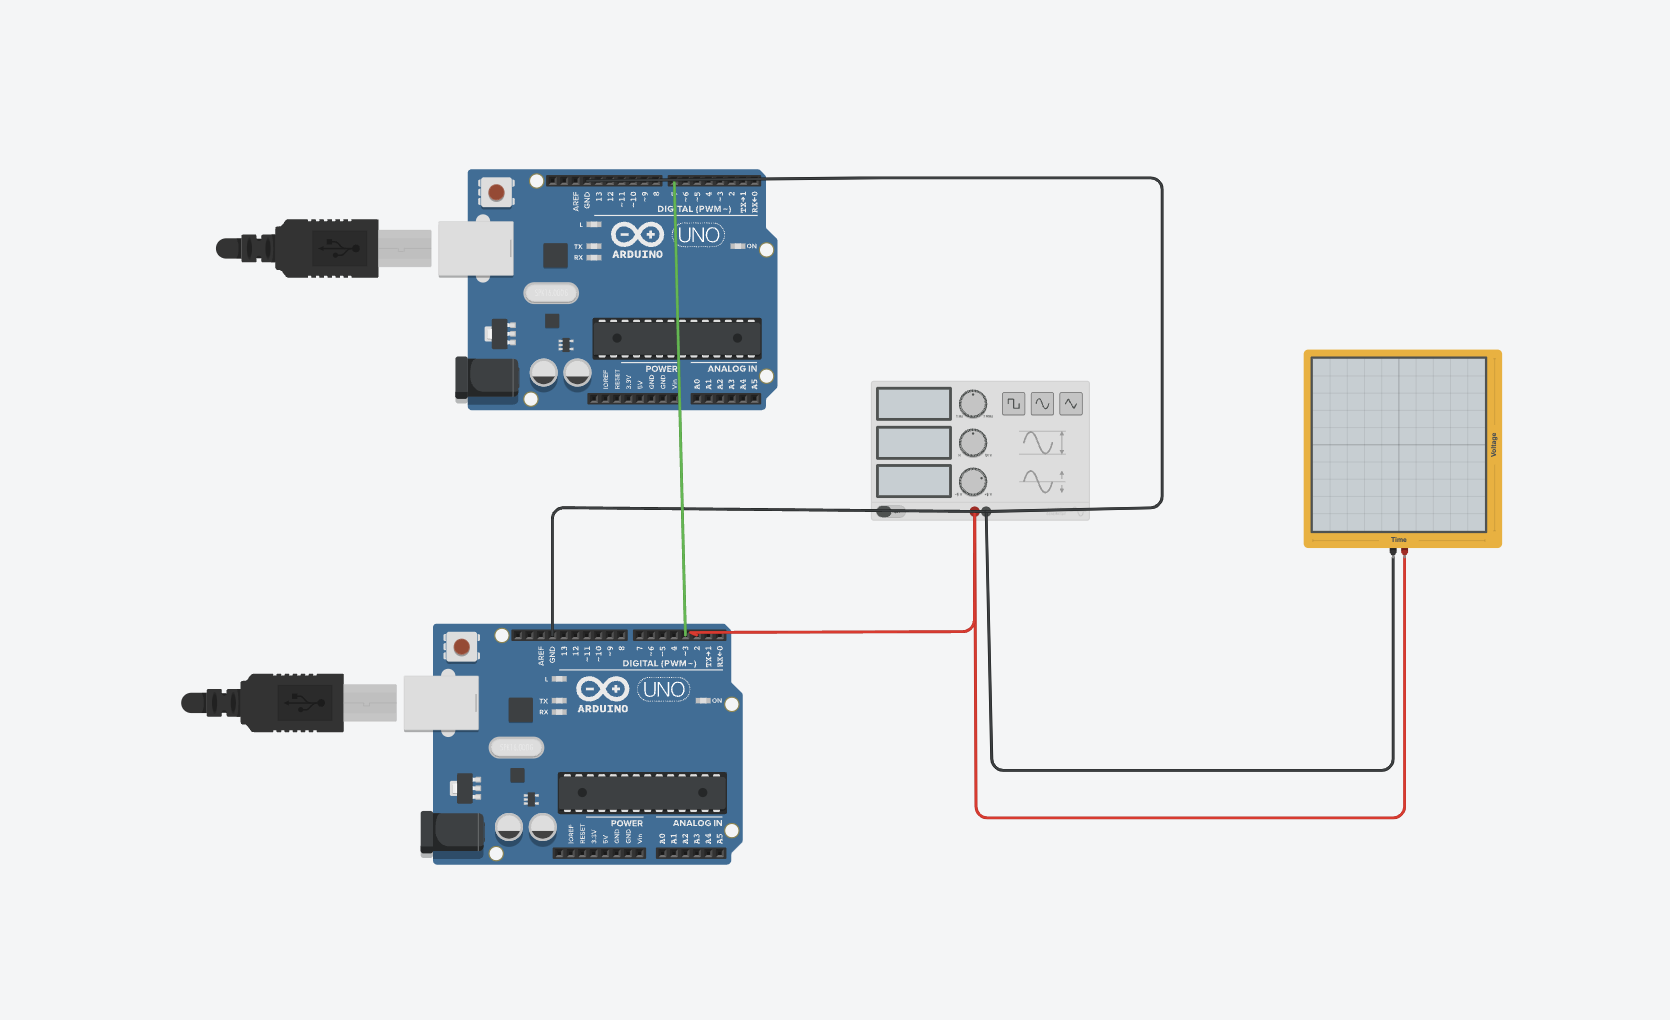 AREF GND 13 12 ~11 ~10 ~9 8 ~6 ~5 4 ~3 2 TX→1 RX←0
DIGITAL (PWM~)
L
TX
RX
ARDUINO
UNO
ON
POWER ANALOG IN
IOREF RESET 3.3V 5V GND GND Vin A0 A1 A2 A3 A4 A5
Voltage
Time
AREF GND 13 12 ~11 ~10 ~9 8 7 ~6 ~5 4 ~3 2 TX→1 RX←0
DIGITAL (PWM~)
L
TX
RX
ARDUINO
UNO
ON
POWER ANALOG IN
IOREF RESET 3.3V 5V GND GND Vin A0 A1 A2 A3 A4 A5